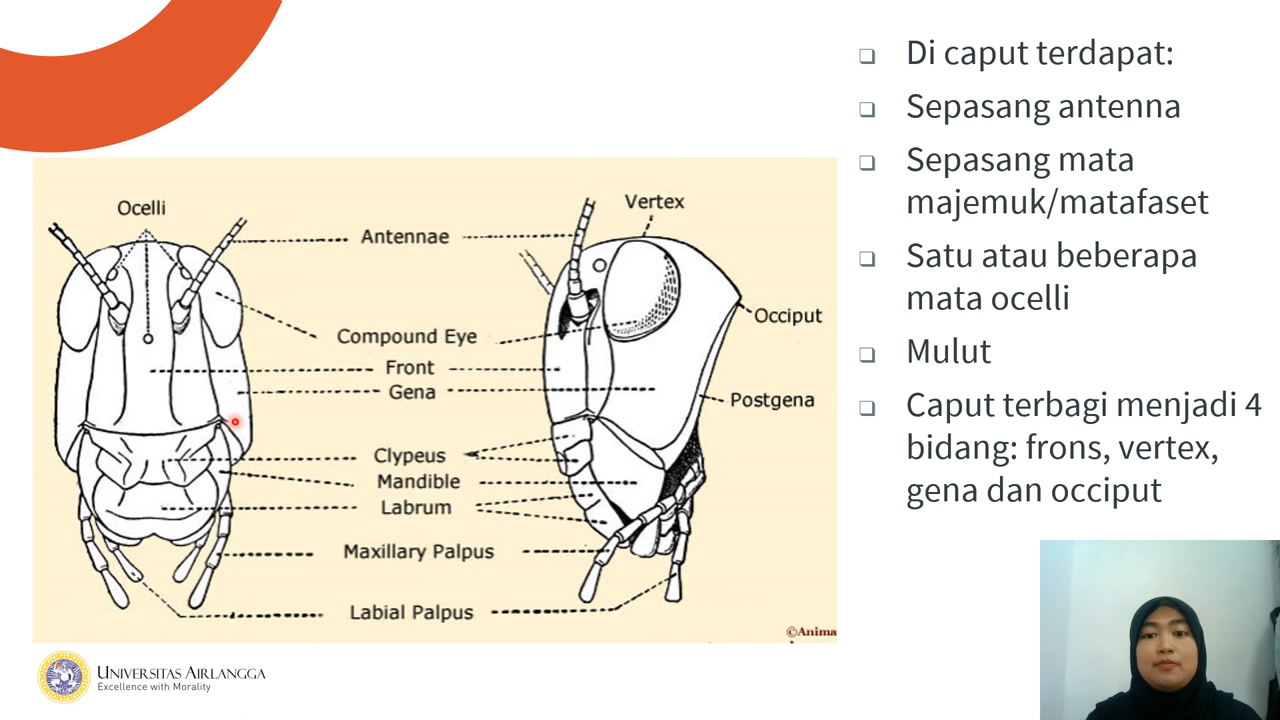 Di caput terdapat:
Sepasang antenna
Sepasang mata
majemuk/matafaset
Satu atau beberapa
mata ocelli
Mulut
Caput terbagi menjadi 4
bidang: frons, vertex,
gena dan occiput
Ocelli
Vertex
Antennae
Occiput
Compound Eye
Front
Gena
Postgena
Clypeus
Mandible
Labrum
Maxillary Palpus
Labial Palpus
©Anima
UNIVERSITAS AIRLANGGA
Excellence with Morality